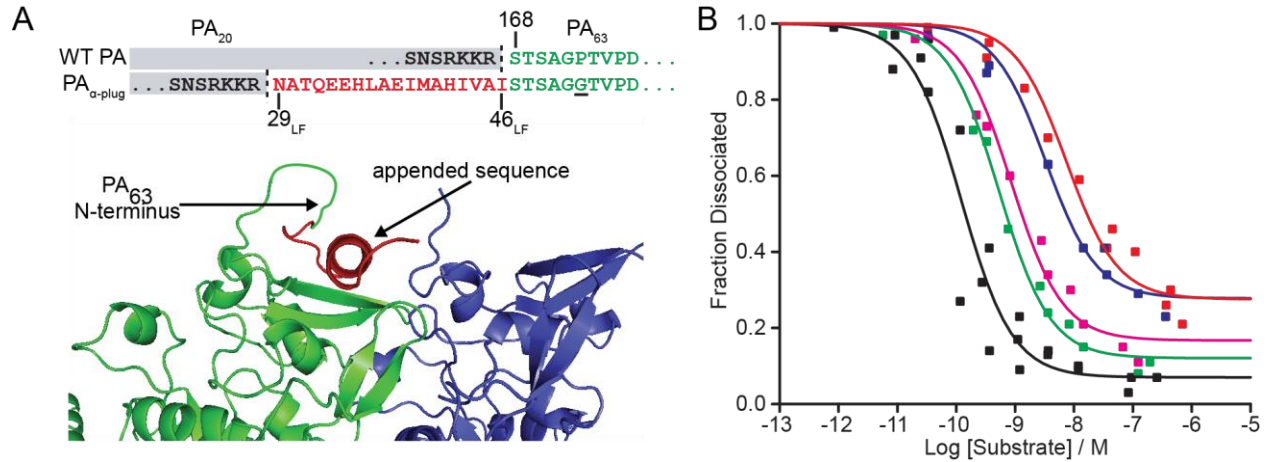 A
PA20
168
PA63
WT PA
...SNSRKKR STSAGPTVPD...
PAα-plug
...SNSRKKR NATQEEHLAEIMAHIVAI STSAGGTVPD...
29LF
46LF
PA63
N-terminus
appended sequence
B
Fraction Dissociated
1.0
0.8
0.6
0.4
0.2
0.0
-13 -12 -11 -10 -9 -8 -7 -6 -5
Log [Substrate] / M